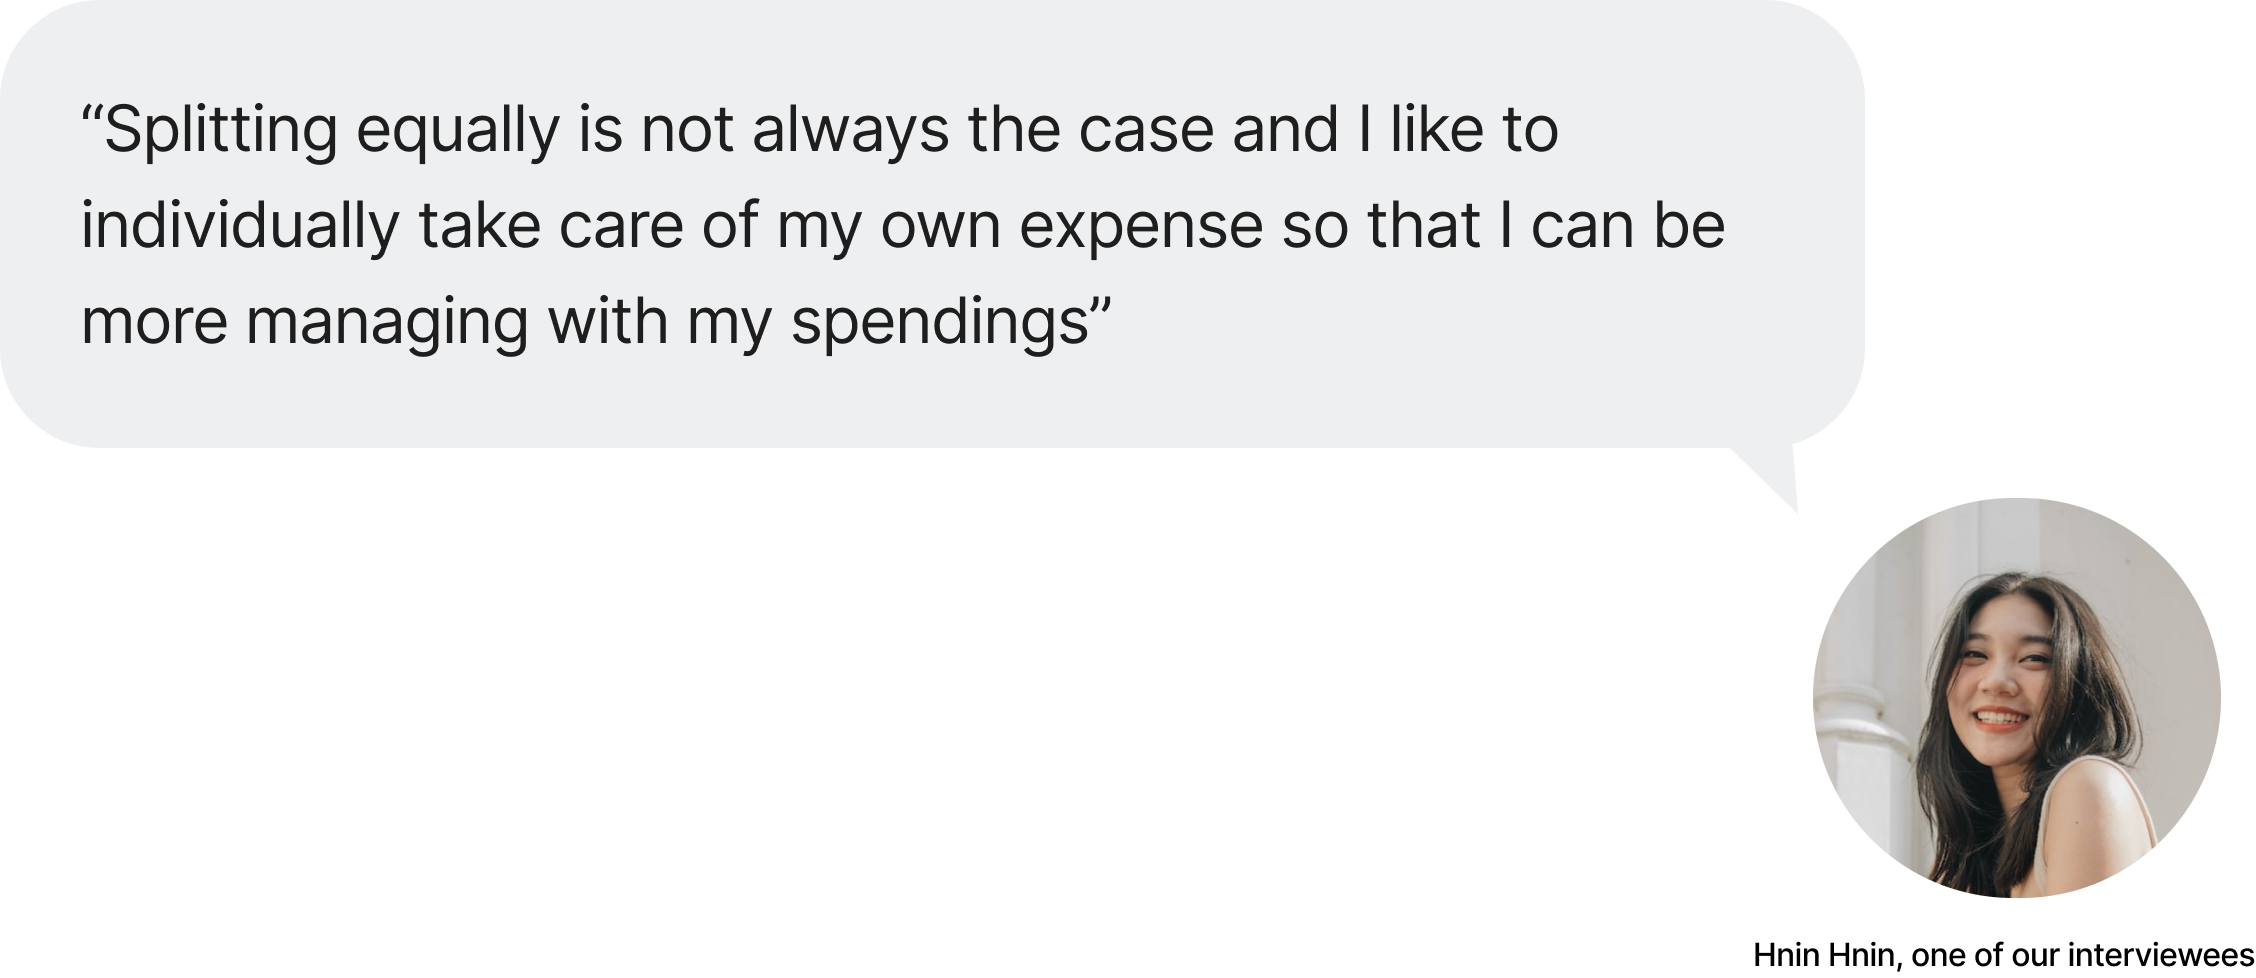 “Splitting equally is not always the case and I like to
individually take care of my own expense so that I can be
more managing with my spendings”
Hnin Hnin, one of our interviewees